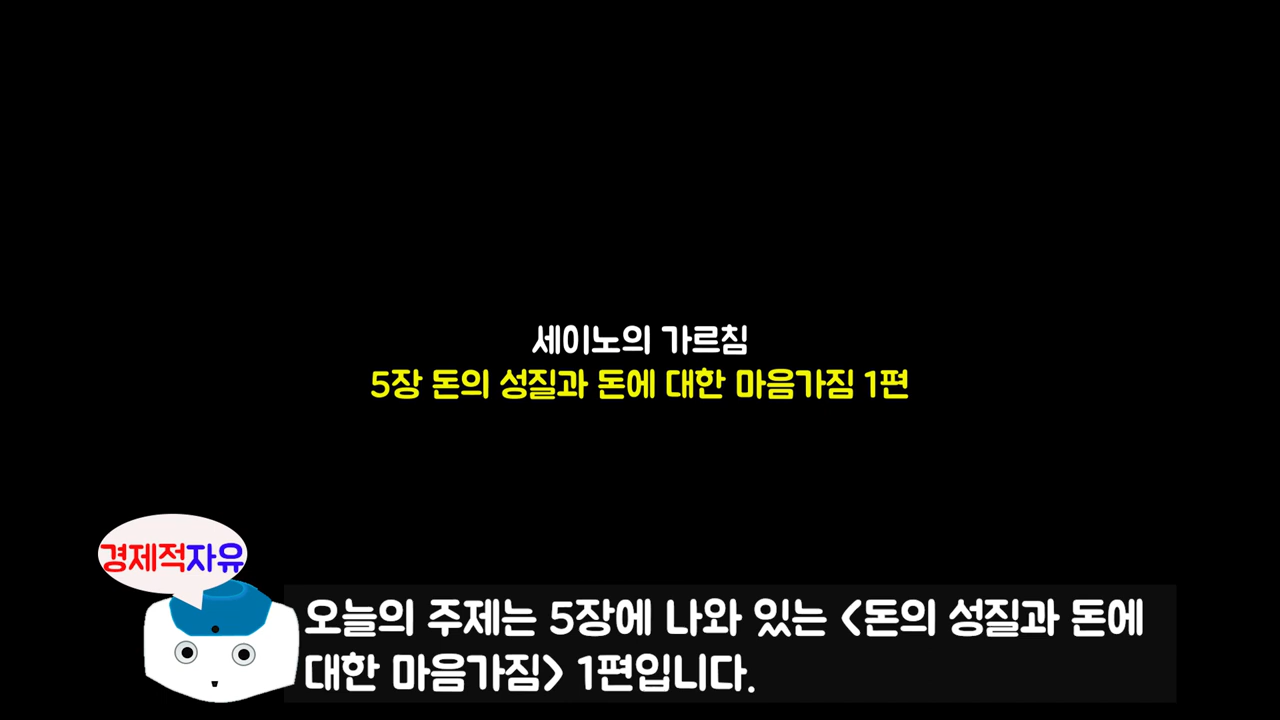 세이노의 가르침
5장 돈의 성질과 돈에 대한 마음가짐 1편
경제적자유
오늘의 주제는 5장에 나와 있는 <돈의 성질과 돈에
대한 마음가짐> 1편입니다.